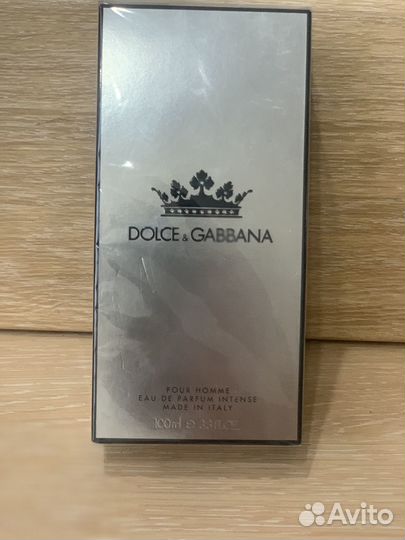 DOLCE & GABBANA
POUR HOMME
EAU DE PARFUM INTENSE
MADE IN ITALY
100ml ℮ 3.3 FL.OZ.
Avito